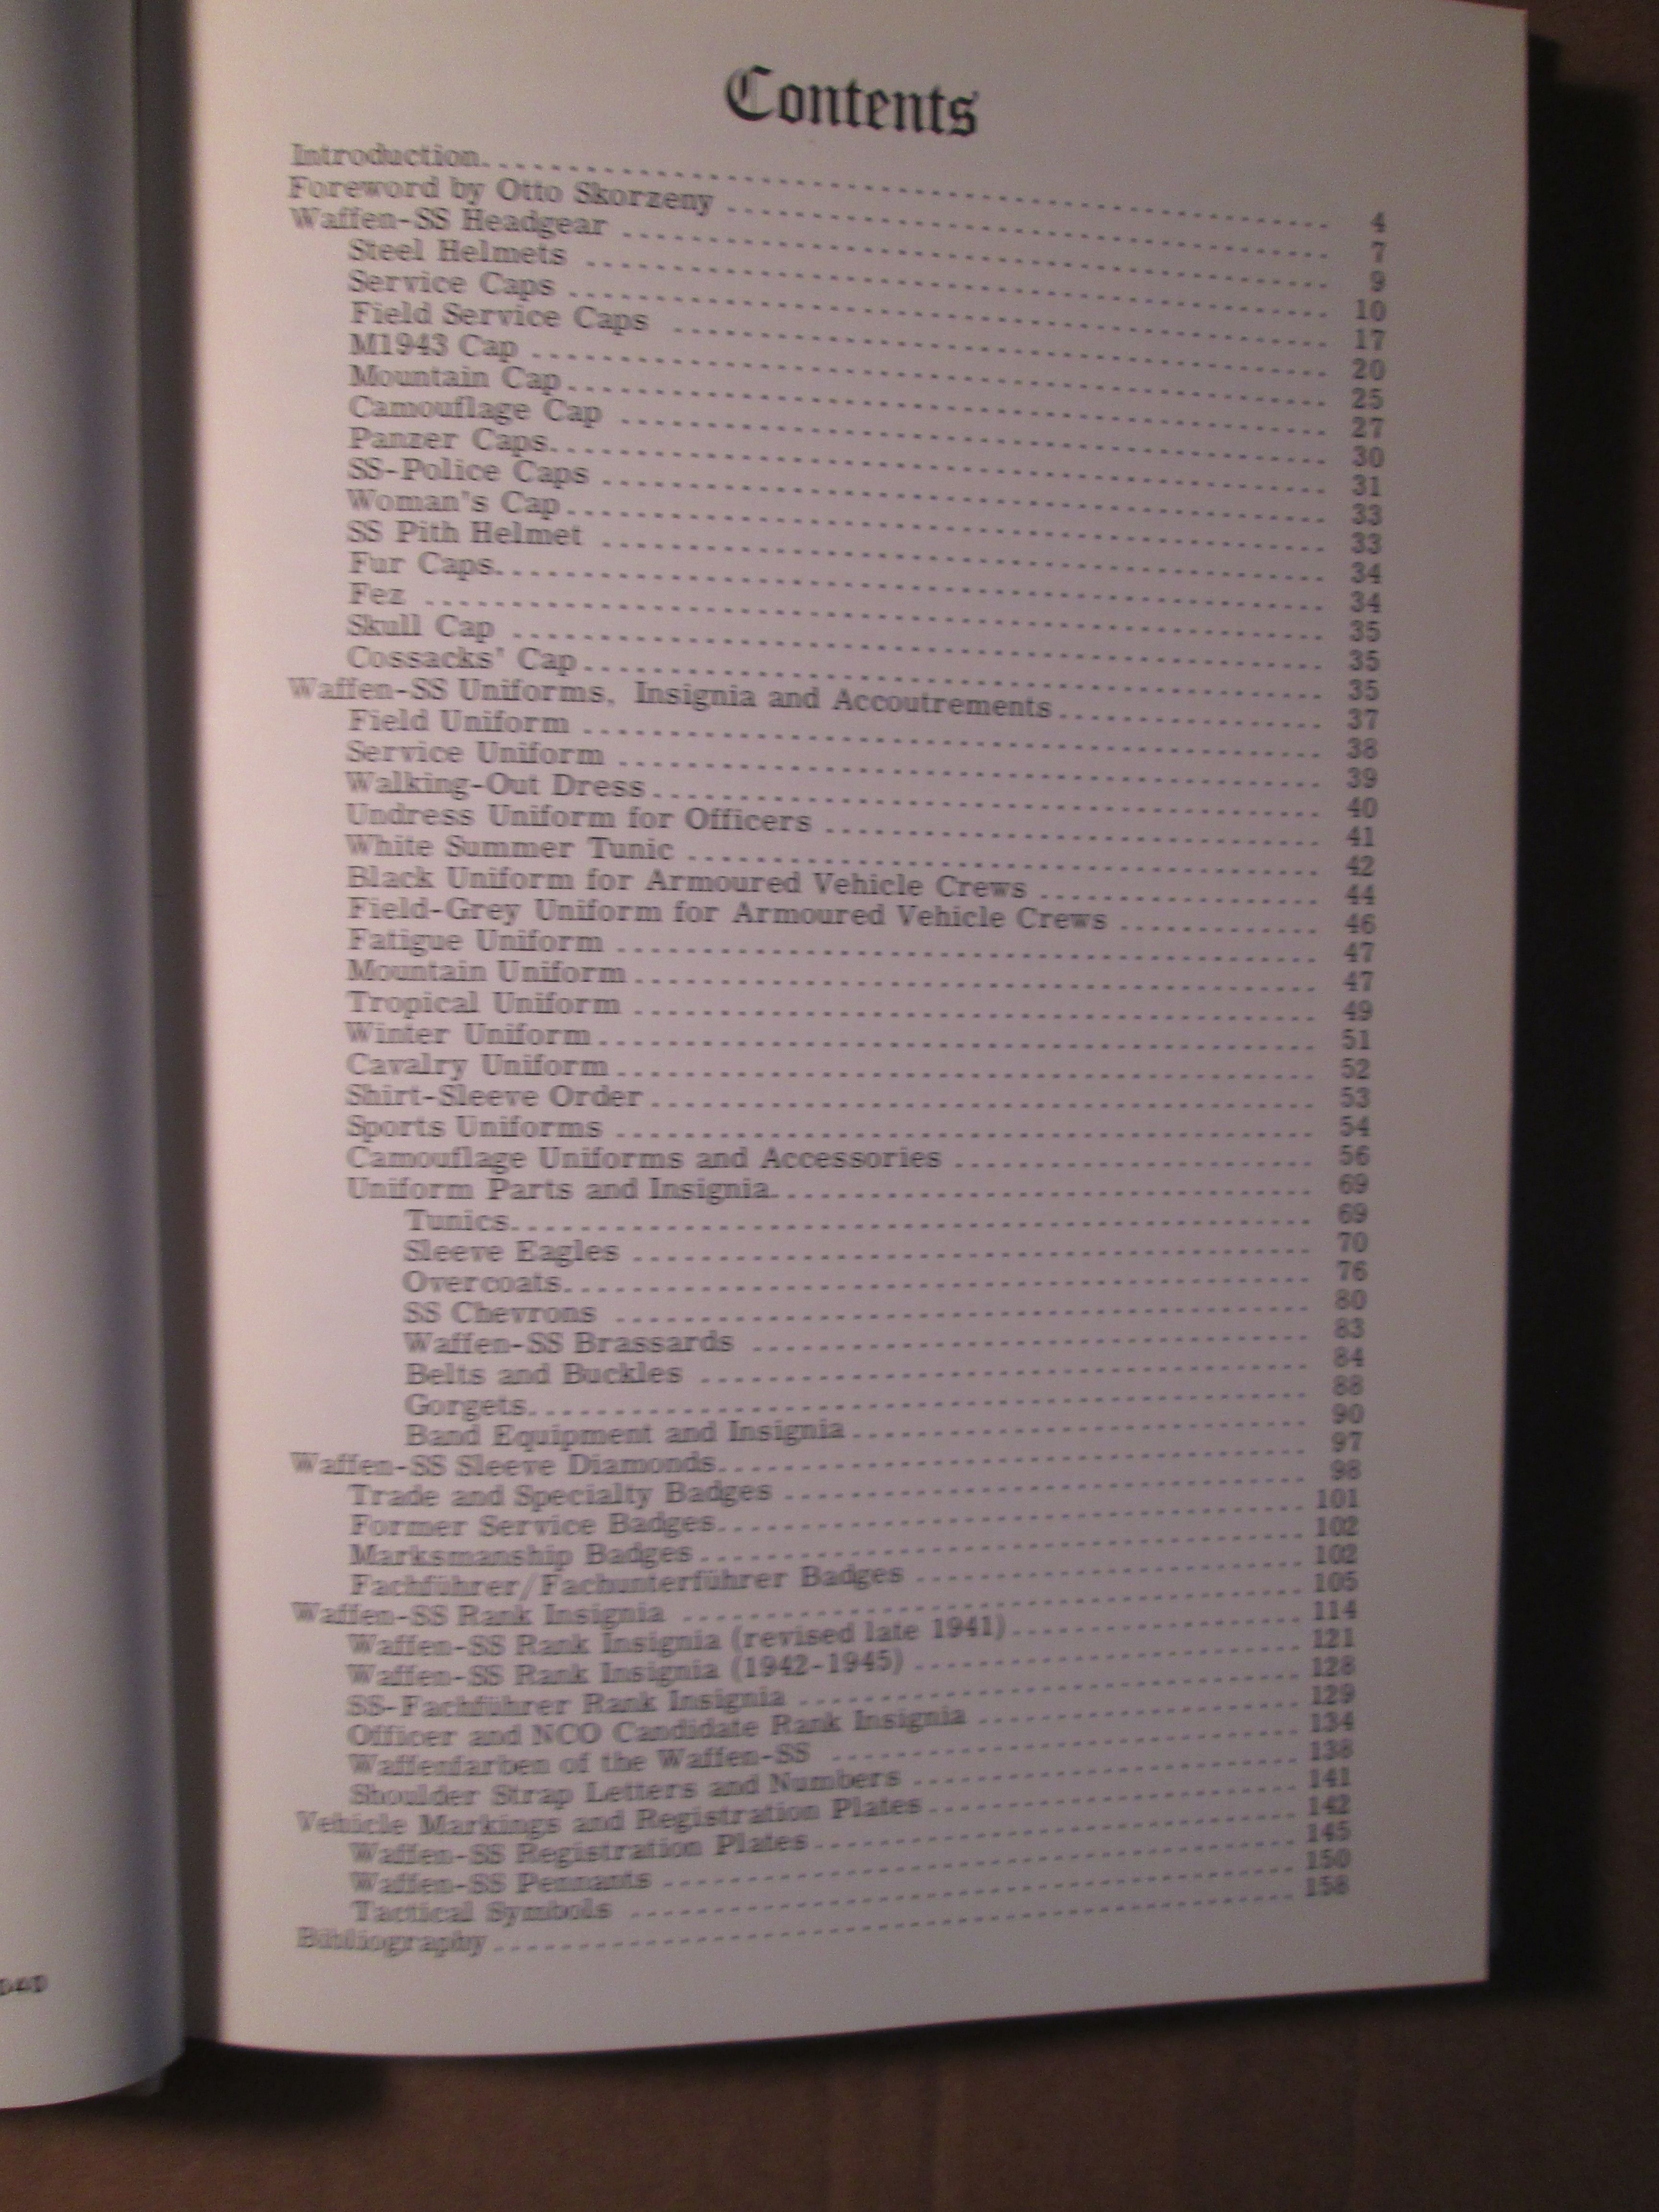 Contents
Introduction. . . . . . . . . . 4
Foreword by Otto Skorzeny . . . . . . . . . . 7
Waffen-SS Headgear . . . . . . . . . . 9
Steel Helmets . . . . . . . . . . 10
Service Caps . . . . . . . . . . 17
Field Service Caps . . . . . . . . . . 20
M1943 Cap . . . . . . . . . . 25
Mountain Cap . . . . . . . . . . 27
Camouflage Cap . . . . . . . . . . 30
Panzer Caps. . . . . . . . . . 31
SS-Police Caps . . . . . . . . . . 33
Woman's Cap . . . . . . . . . . 33
SS Pith Helmet . . . . . . . . . . 34
Fur Caps. . . . . . . . . . 34
Fez . . . . . . . . . . 35
Skull Cap . . . . . . . . . . 35
Cossacks' Cap . . . . . . . . . . 35
Waffen-SS Uniforms, Insignia and Accoutrements . . . . . . . . . . 37
Field Uniform . . . . . . . . . . 38
Service Uniform . . . . . . . . . . 39
Walking-Out Dress . . . . . . . . . . 40
Undress Uniform for Officers . . . . . . . . . . 41
White Summer Tunic . . . . . . . . . . 42
Black Uniform for Armoured Vehicle Crews . . . . . . . . . . 44
Field-Grey Uniform for Armoured Vehicle Crews . . . . . . . . . . 46
Fatigue Uniform . . . . . . . . . . 47
Mountain Uniform . . . . . . . . . . 47
Tropical Uniform . . . . . . . . . . 49
Winter Uniform . . . . . . . . . . 51
Cavalry Uniform . . . . . . . . . . 52
Shirt-Sleeve Order . . . . . . . . . . 53
Sports Uniforms . . . . . . . . . . 54
Camouflage Uniforms and Accessories . . . . . . . . . . 56
Uniform Parts and Insignia. . . . . . . . . . 69
Tunics. . . . . . . . . . 69
Sleeve Eagles . . . . . . . . . . 70
Overcoats. . . . . . . . . . 76
SS Chevrons . . . . . . . . . . 80
Waffen-SS Brassards . . . . . . . . . . 83
Belts and Buckles . . . . . . . . . . 84
Gorgets. . . . . . . . . . 88
Band Equipment and Insignia . . . . . . . . . . 90
Waffen-SS Sleeve Diamonds. . . . . . . . . . 97
Trade and Specialty Badges . . . . . . . . . . 98
Former Service Badges. . . . . . . . . . 101
Marksmanship Badges . . . . . . . . . . 102
Fachführer/Fachunterführer Badges . . . . . . . . . . 102
Waffen-SS Rank Insignia . . . . . . . . . . 105
Waffen-SS Rank Insignia (revised late 1941) . . . . . . . . . . 114
Waffen-SS Rank Insignia (1942-1945) . . . . . . . . . . 121
SS-Fachführer Rank Insignia . . . . . . . . . . 128
Officer and NCO Candidate Rank Insignia . . . . . . . . . . 129
Waffenfarben of the Waffen-SS . . . . . . . . . . 134
Shoulder Strap Letters and Numbers . . . . . . . . . . 138
Vehicle Markings and Registration Plates . . . . . . . . . . 141
Waffen-SS Registration Plates . . . . . . . . . . 142
Waffen-SS Pennants . . . . . . . . . . 145
Tactical Symbols . . . . . . . . . . 150
Bibliography . . . . . . . . . . 158